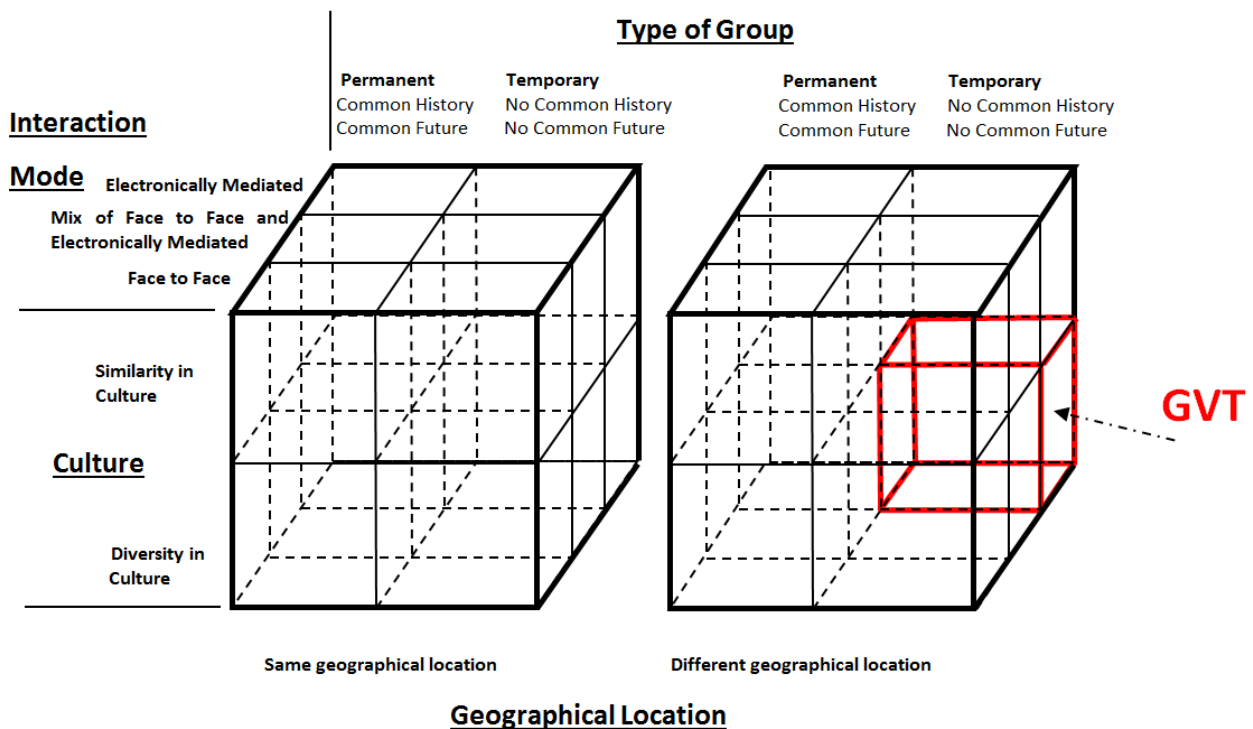 Type of Group
Permanent
Temporary
Permanent
Temporary
Common History
No Common History
Common History
No Common History
Common Future
No Common Future
Common Future
No Common Future
Interaction
Mode
Electronically Mediated
Mix of Face to Face and
Electronically Mediated
Face to Face
Similarity in
Culture
GVT
Culture
Diversity in
Culture
Same geographical location
Different geographical location
Geographical Location